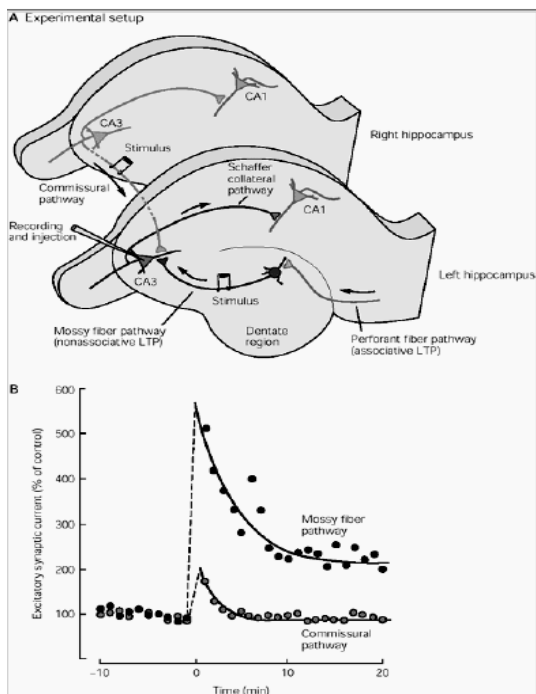 A Experimental setup
CA1
CA3
Right hippocampus
Stimulus
Commissural
pathway
Schaffer
collateral
pathway
CA1
Recording
and injection
Left hippocampus
CA3
Stimulus
Mossy fiber pathway
(nonassociative LTP)
Dentate
region
Perforant fiber pathway
(associative LTP)
B
600
500
400
300
200
100
Excitatory synaptic current (% of control)
Mossy fiber
pathway
Commissural
pathway
-10
0
10
20
Time (min)